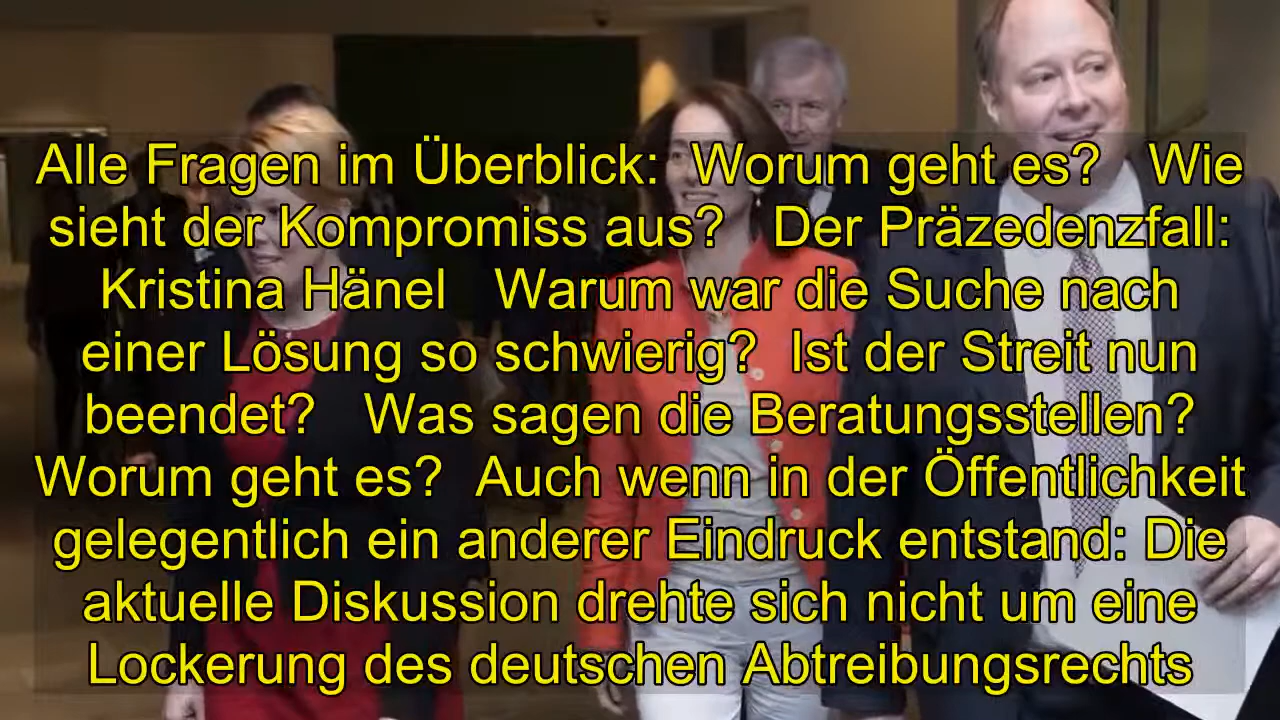 Alle Fragen im Überblick: Worum geht es? Wie
sieht der Kompromiss aus? Der Präzedenzfall:
Kristina Hänel Warum war die Suche nach
einer Lösung so schwierig? Ist der Streit nun
beendet? Was sagen die Beratungsstellen?
Worum geht es? Auch wenn in der Öffentlichkeit
gelegentlich ein anderer Eindruck entstand: Die
aktuelle Diskussion drehte sich nicht um eine
Lockerung des deutschen Abtreibungsrechts